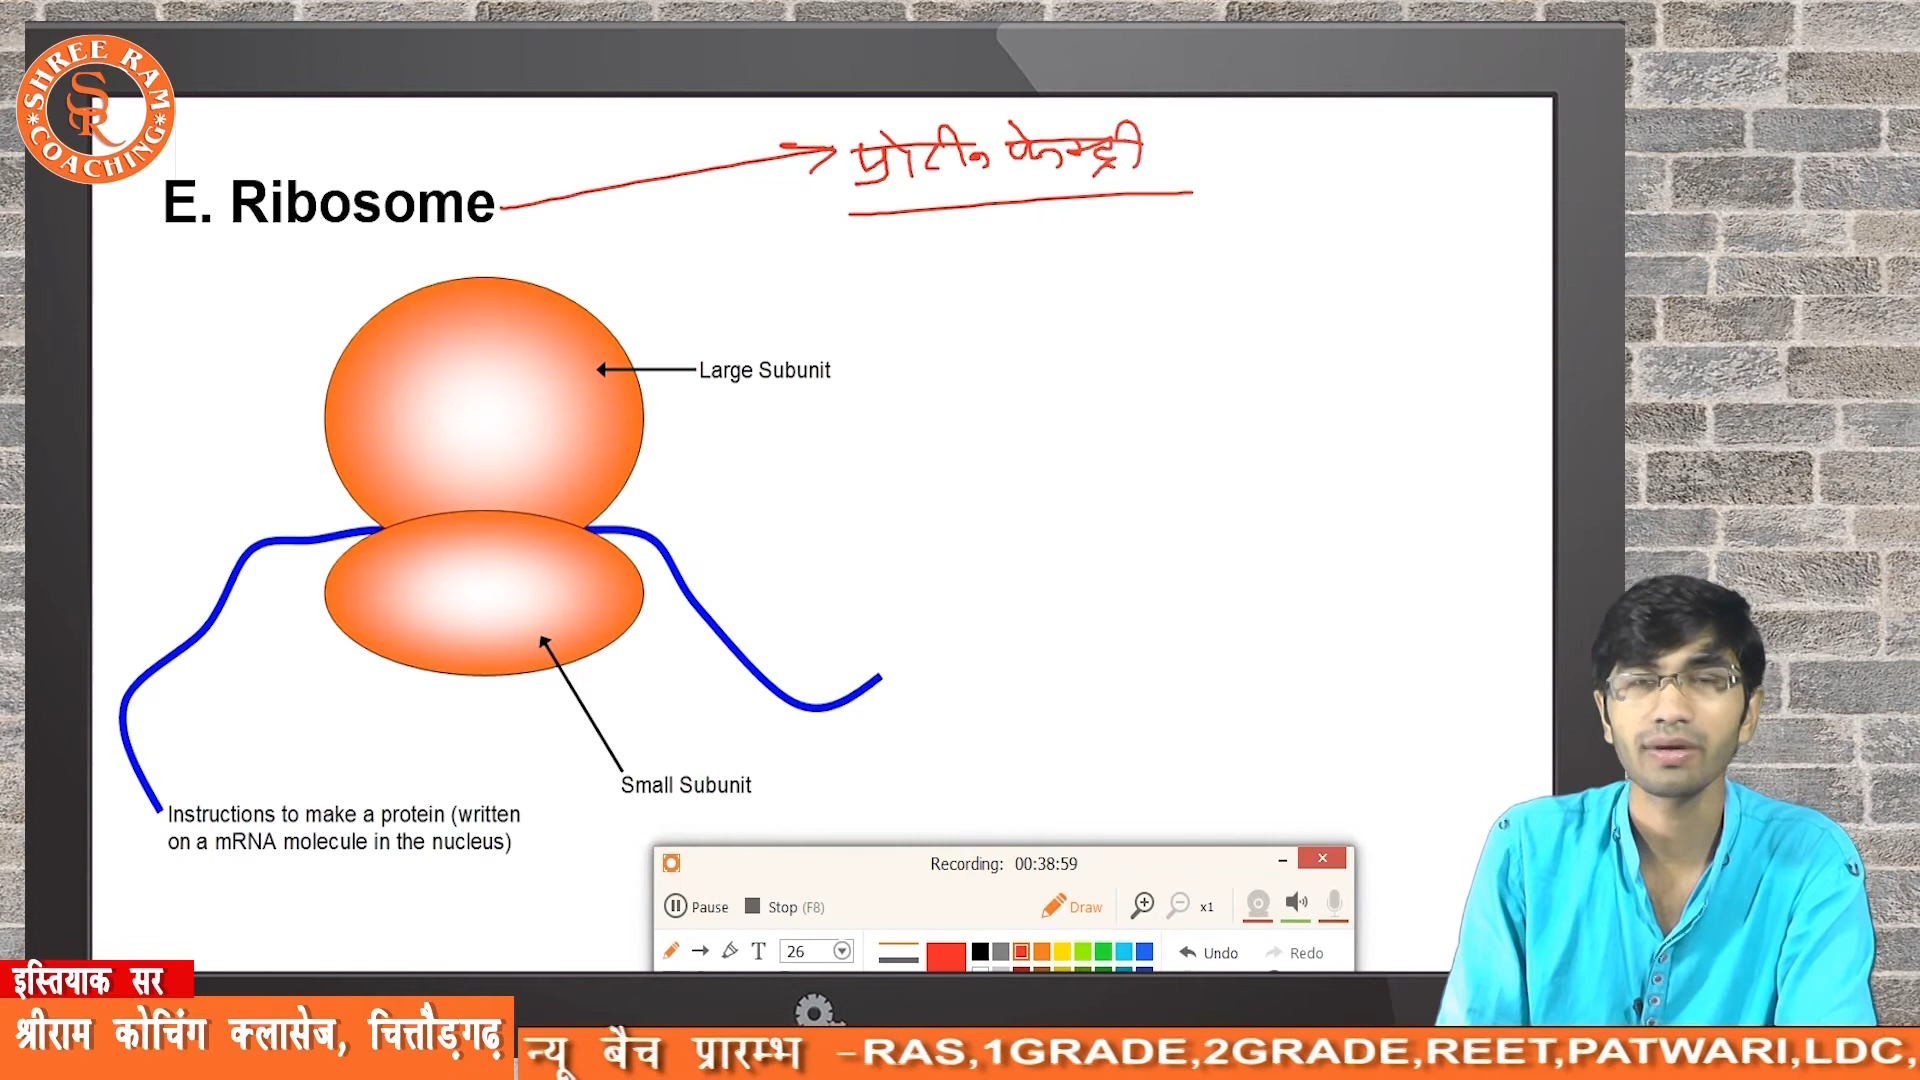 SHREE RAM
SR
COACHING
प्रोटीन फेक्ट्री
E. Ribosome
Large Subunit
Small Subunit
Instructions to make a protein (written
on a mRNA molecule in the nucleus)
Recording: 00:38:59
Pause Stop (F8) Draw x1
T 26 Undo Redo
इस्तियाक सर
श्रीराम कोचिंग क्लासेज, चित्तौड़गढ़
न्यू बैच प्रारम्भ -RAS,1GRADE,2GRADE,REET,PATWARI,LDC,